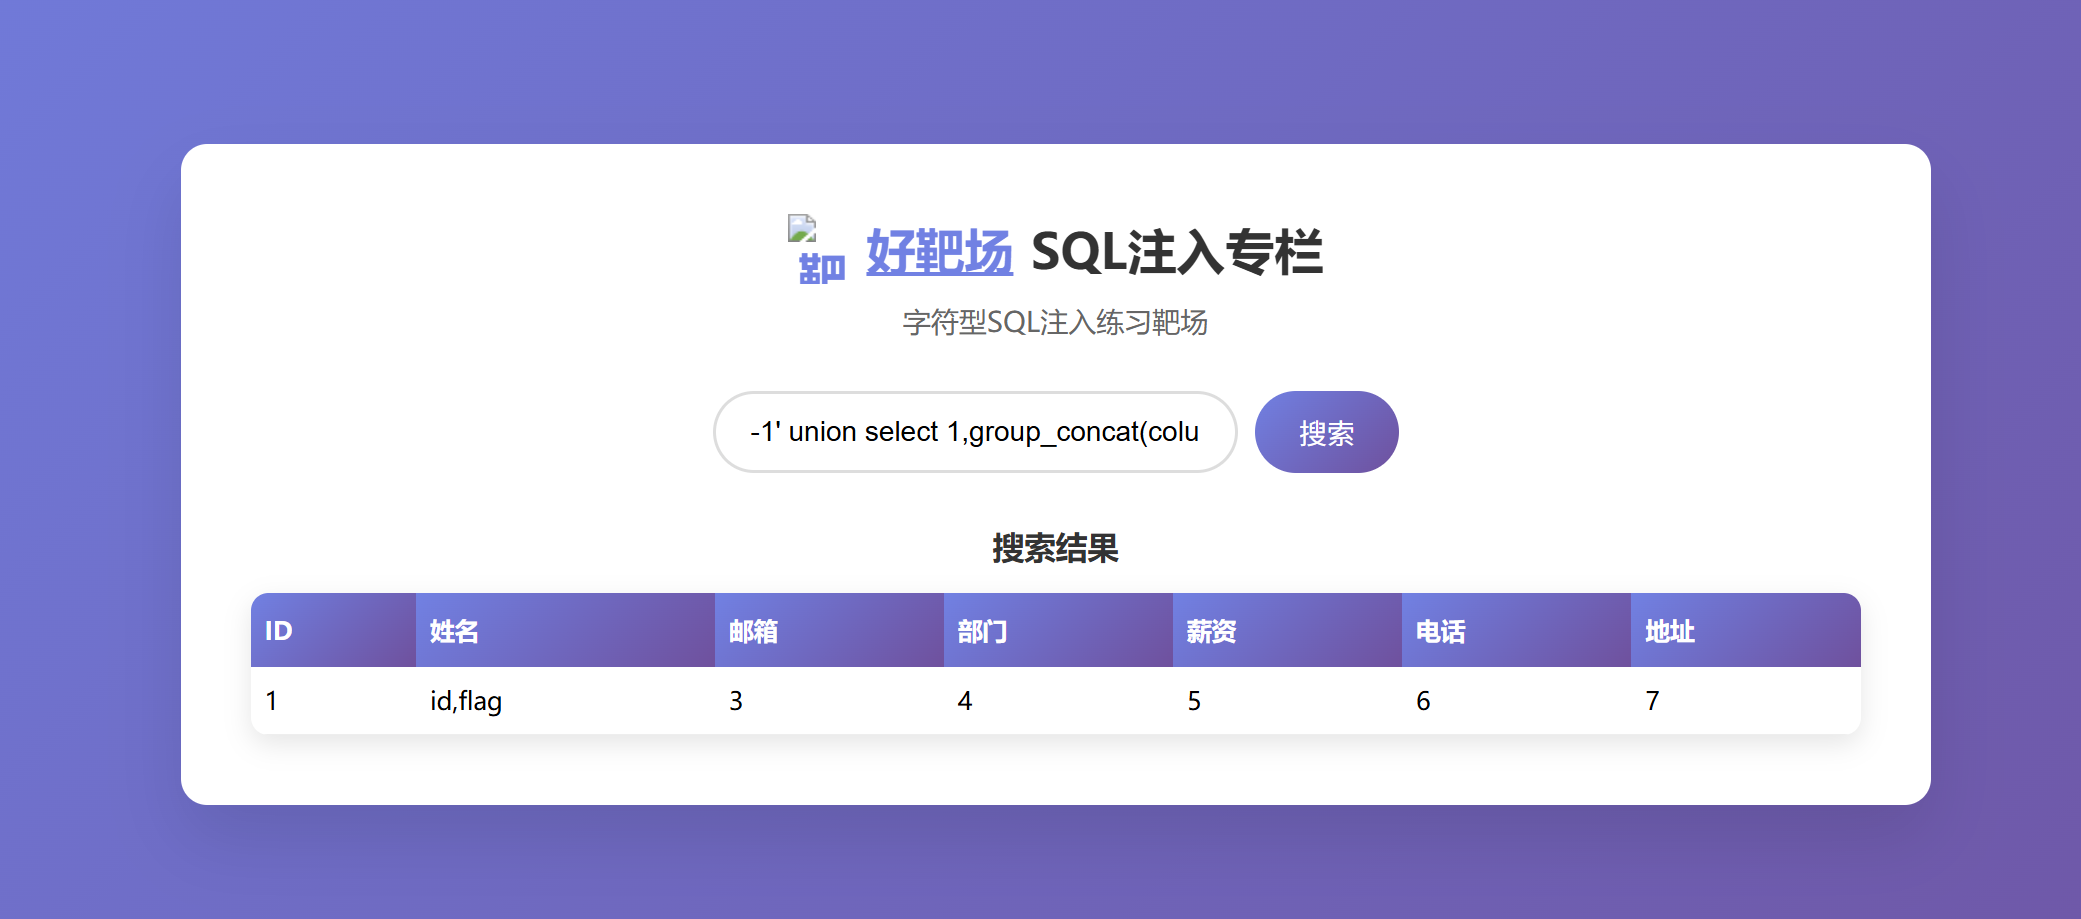 好靶场 SQL注入专栏
字符型SQL注入练习靶场
-1' union select 1,group_concat(colu
搜索
搜索结果
ID 姓名 邮箱 部门 薪资 电话 地址
1 id,flag 3 4 5 6 7